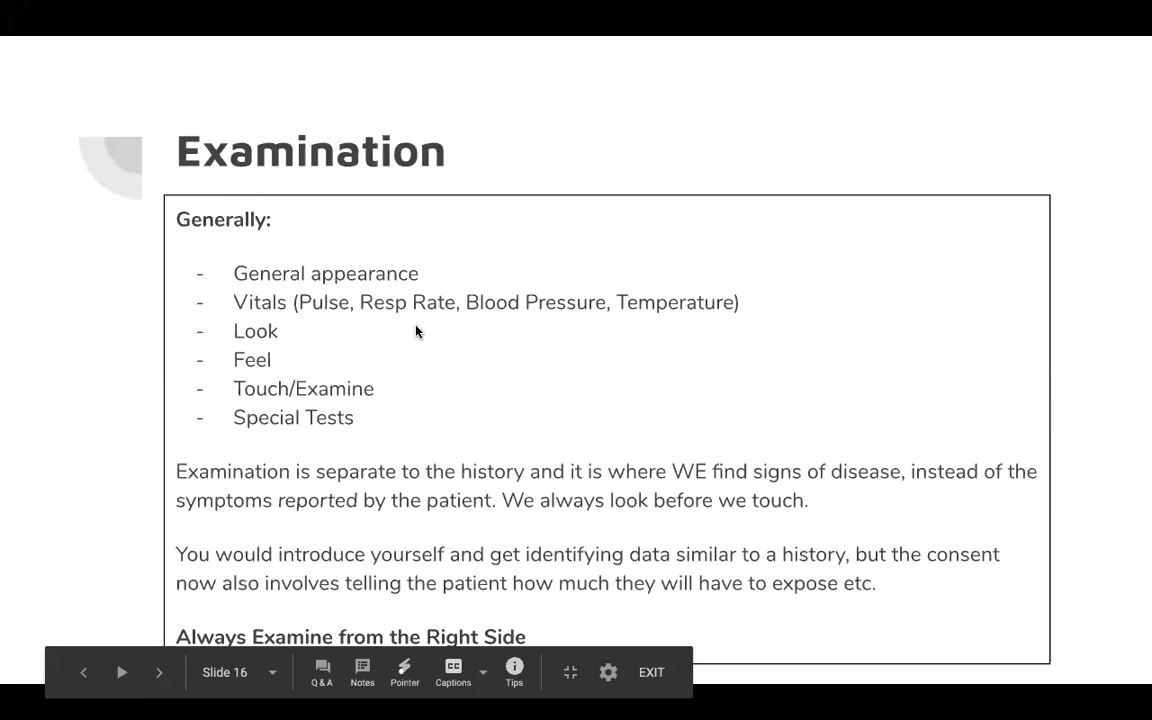 Examination
Generally:
- General appearance
- Vitals (Pulse, Resp Rate, Blood Pressure, Temperature)
- Look
- Feel
- Touch/Examine
- Special Tests
Examination is separate to the history and it is where WE find signs of disease, instead of the
symptoms reported by the patient. We always look before we touch.
You would introduce yourself and get identifying data similar to a history, but the consent
now also involves telling the patient how much they will have to expose etc.
Always Examine from the Right Side
Slide 16
Q&A
Notes
Pointer
CC
Captions
Tips
EXIT